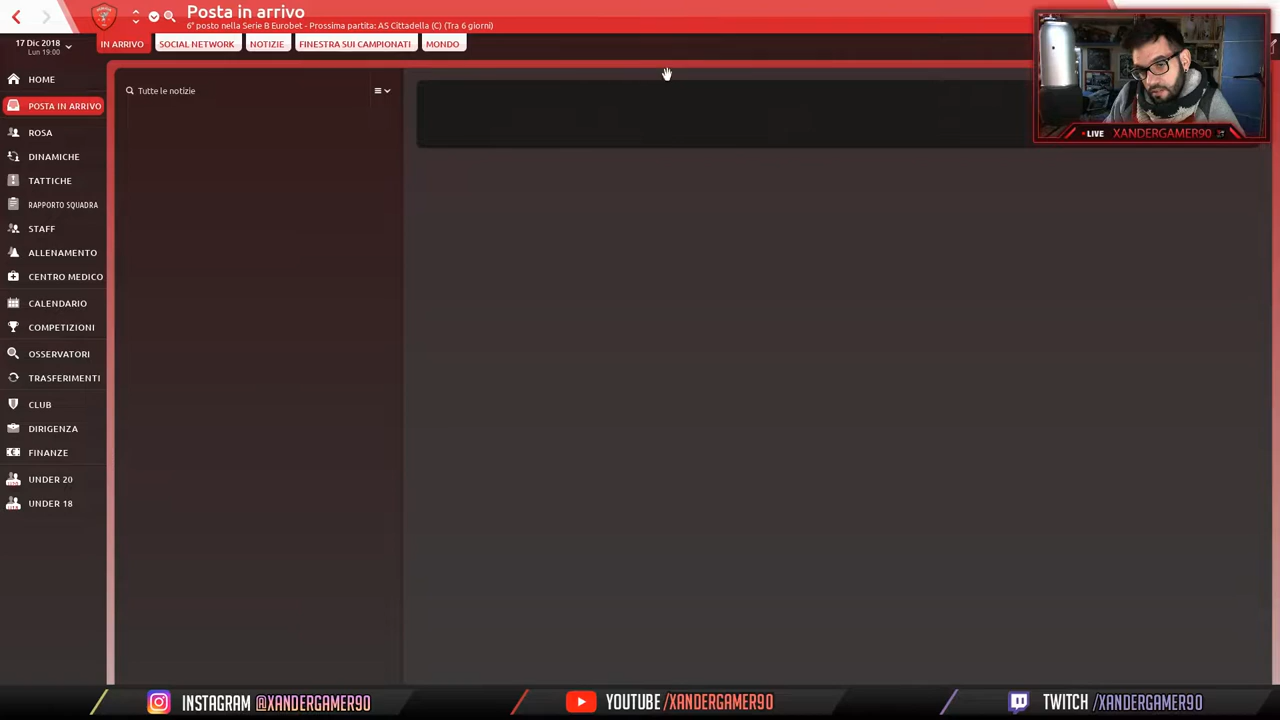 Posta in arrivo
6° posto nella Serie B Eurobet - Prossima partita: AS Cittadella (C) (Tra 6 giorni)
17 Dic 2018
Lun 19:00
IN ARRIVO
SOCIAL NETWORK
NOTIZIE
FINESTRA SUI CAMPIONATI
MONDO
HOME
POSTA IN ARRIVO
ROSA
DINAMICHE
TATTICHE
RAPPORTO SQUADRA
STAFF
ALLENAMENTO
CENTRO MEDICO
CALENDARIO
COMPETIZIONI
OSSERVATORI
TRASFERIMENTI
CLUB
DIRIGENZA
FINANZE
UNDER 20
UNDER 18
Tutte le notizie
LIVE XANDERGAMER90
INSTAGRAM @XANDERGAMER90
YOUTUBE /XANDERGAMER90
TWITCH /XANDERGAMER90